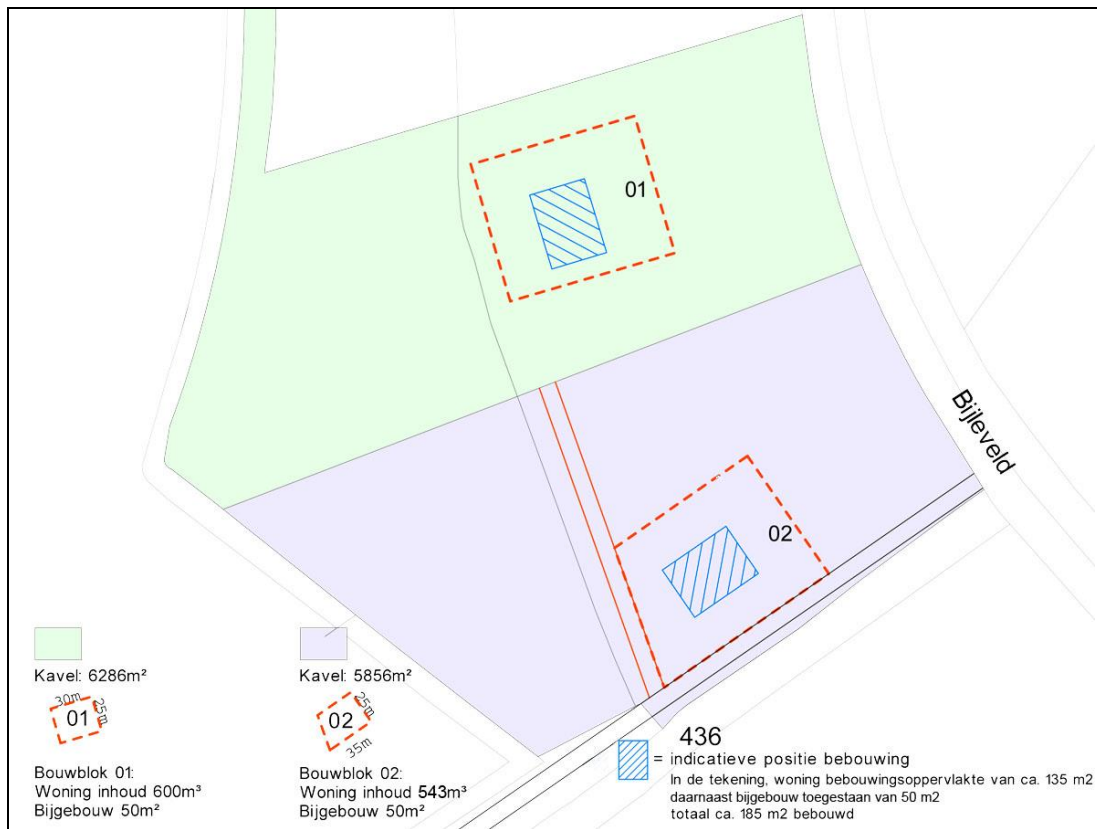 01
Bijleveld
02
Kavel: 6286m²
30m
25m
01
Bouwblok 01:
Woning inhoud 600m³
Bijgebouw 50m²
Kavel: 5856m²
25m
02
35m
Bouwblok 02:
Woning inhoud 543m³
Bijgebouw 50m²
436
= indicatieve positie bebouwing
In de tekening, woning bebouwingsoppervlakte van ca. 135 m2
daarnaast bijgebouw toegestaan van 50 m2
totaal ca. 185 m2 bebouwd